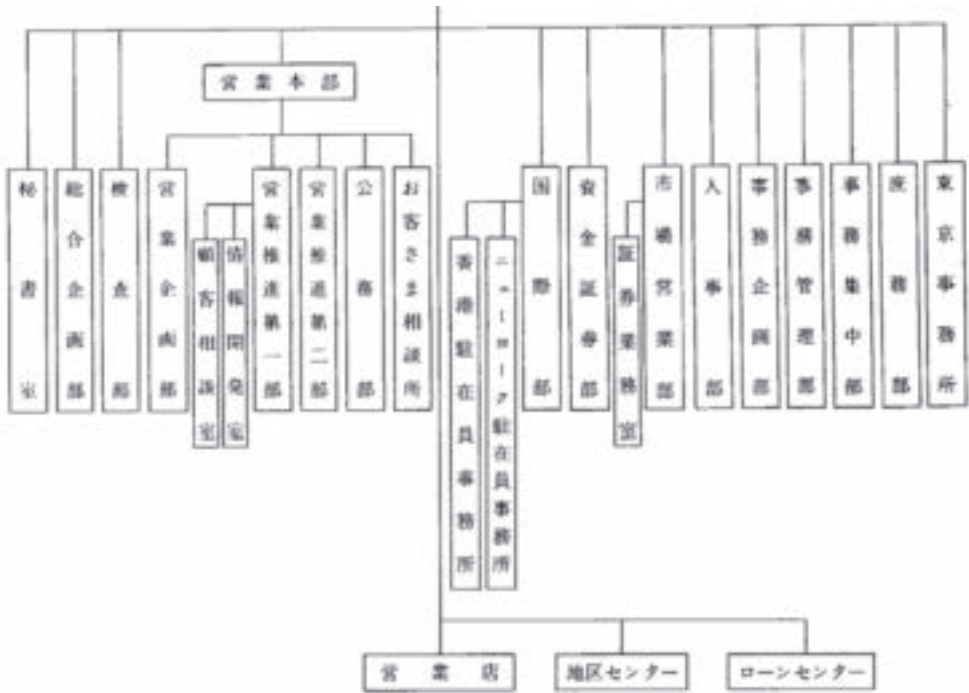 営業本部
秘書室
総合企画部
検査部
営業企画部
顧客相談室
情報開発室
営業推進第一部
営業推進第二部
公務部
お客さま相談所
香港駐在員事務所
ニューヨーク駐在員事務所
国際部
資金証券部
証券業務室
市場営業部
人事部
事務企画部
事務管理部
事務集中部
庶務部
東京事務所
営業店
地区センター
ローンセンター